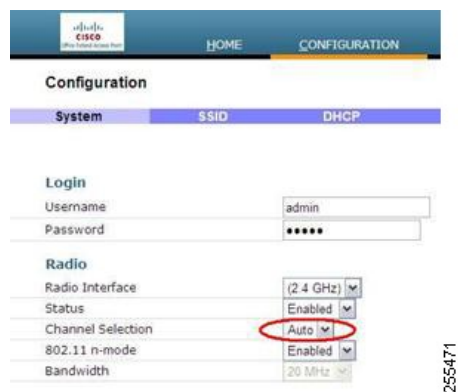 CISCO
HOME CONFIGURATION
Configuration
System SSID DHCP
Login
Username admin
Password •••••
Radio
Radio Interface (2.4 GHz)
Status Enabled
Channel Selection Auto
802.11 n-mode Enabled
Bandwidth 20 MHz
255471